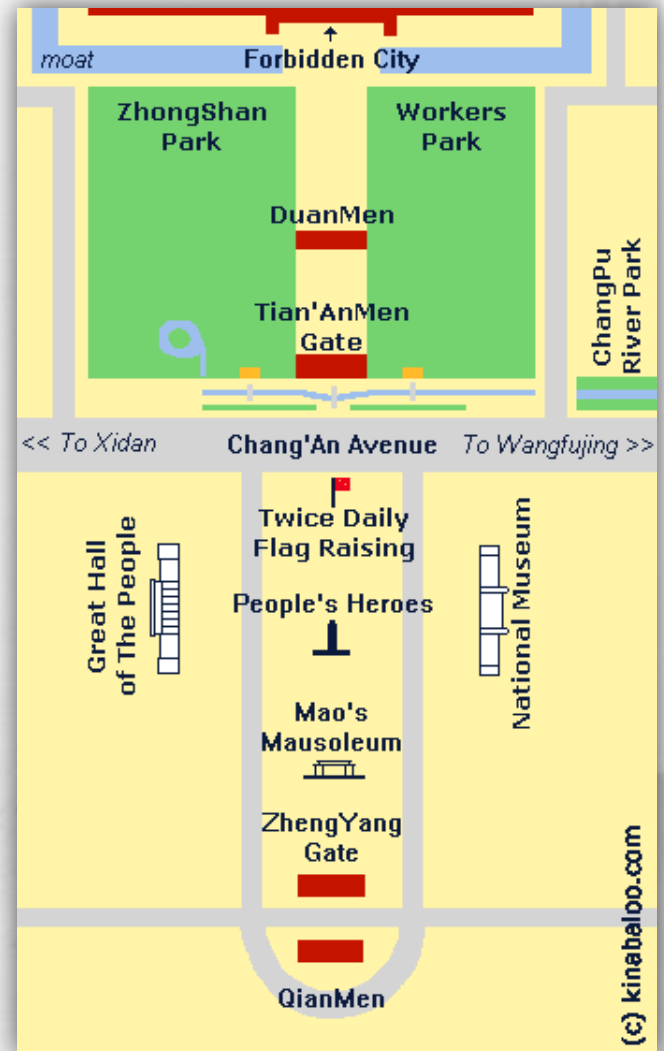 moat
Forbidden City
ZhongShan
Park
Workers
Park
DuanMen
Tian'AnMen
Gate
ChangPu
River Park
<< To Xidan
Chang'An Avenue
To Wangfujing >>
Twice Daily
Flag Raising
Great Hall
of The People
People's Heroes
National Museum
Mao's
Mausoleum
ZhengYang
Gate
QianMen
(c) kinabaloo.com